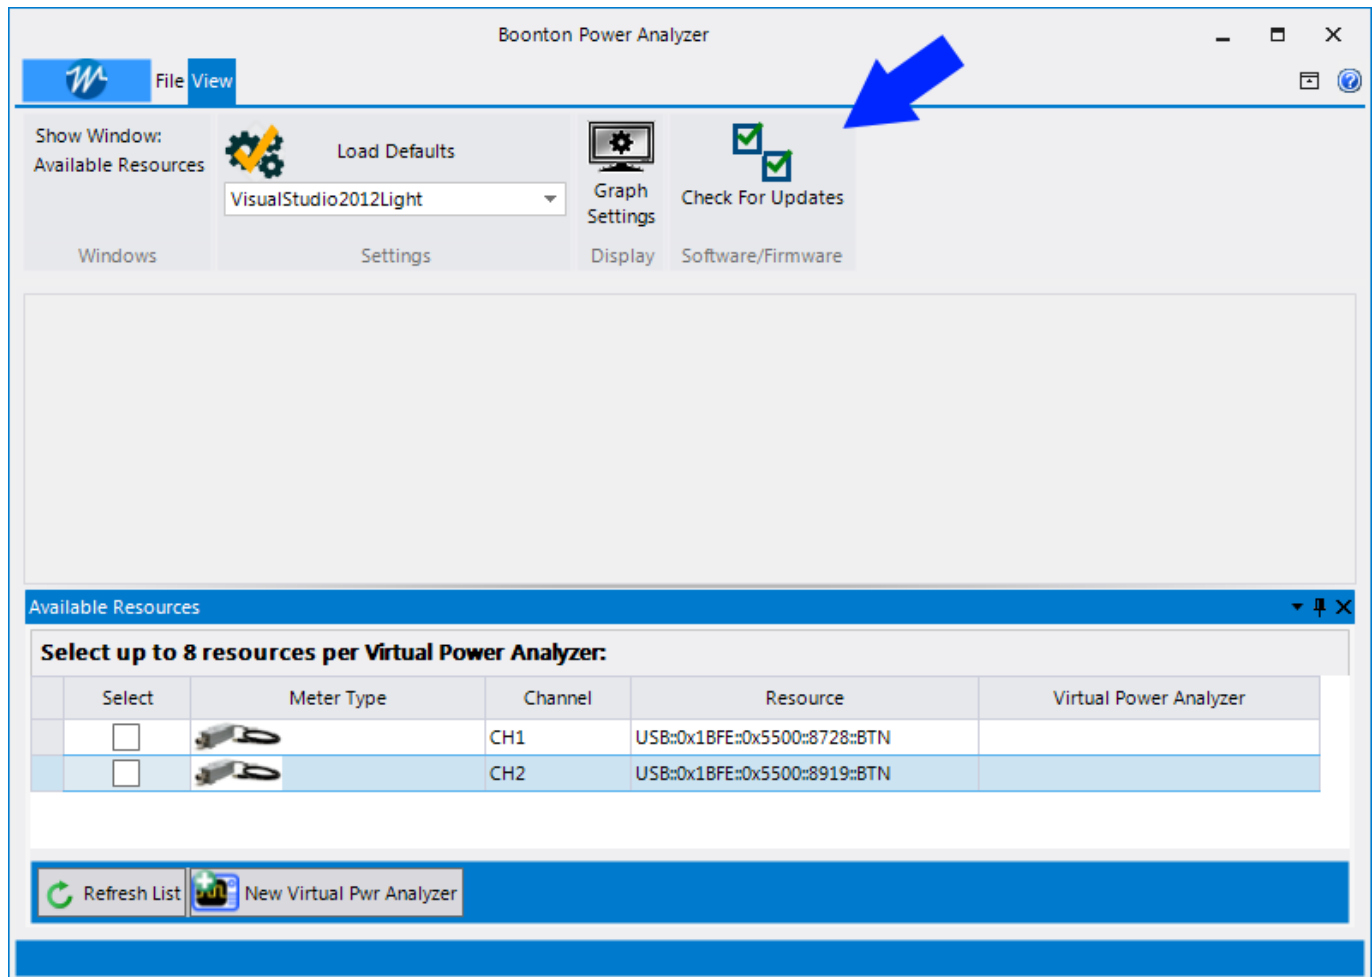 Boonton Power Analyzer
File View
Show Window:
Available Resources
Load Defaults
VisualStudio2012Light
Graph
Settings
Check For Updates
Windows
Settings
Display
Software/Firmware
Available Resources
Select up to 8 resources per Virtual Power Analyzer:
Select Meter Type Channel Resource Virtual Power Analyzer
CH1 USB::0x1BFE::0x5500::8728::BTN
CH2 USB::0x1BFE::0x5500::8919::BTN
Refresh List New Virtual Pwr Analyzer